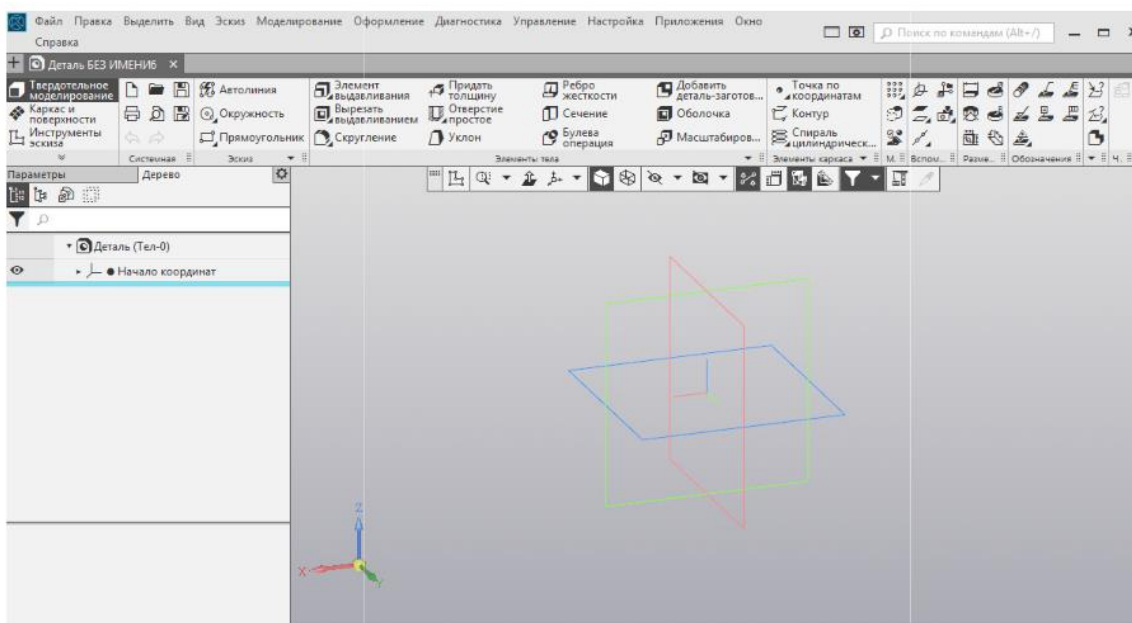 Файл Правка Выделить Вид Эскиз Моделирование Оформление Диагностика Управление Настройка Приложения Окно
Справка
Поиск по командам (Alt+/)
Деталь БЕЗ ИМЕНИ6
Твердотельное
моделирование
Каркас и
поверхности
Инструменты
эскиза
Системная
Автолиния
Окружность
Прямоугольник
Эскиз
Элемент
выдавливания
Вырезать
выдавливанием
Скругление
Придать
толщину
Отверстие
простое
Уклон
Ребро
жесткости
Сечение
Булева
операция
Добавить
деталь-заготов...
Оболочка
Масштабиров...
Элементы тела
Точка по
координатам
Контур
Спираль
цилиндрическ...
Элементы каркаса
М.
Вспом...
Разме...
Обозначения
Ч.
Параметры
Дерево
Деталь (Тел-0)
Начало координат
Z
X
Y